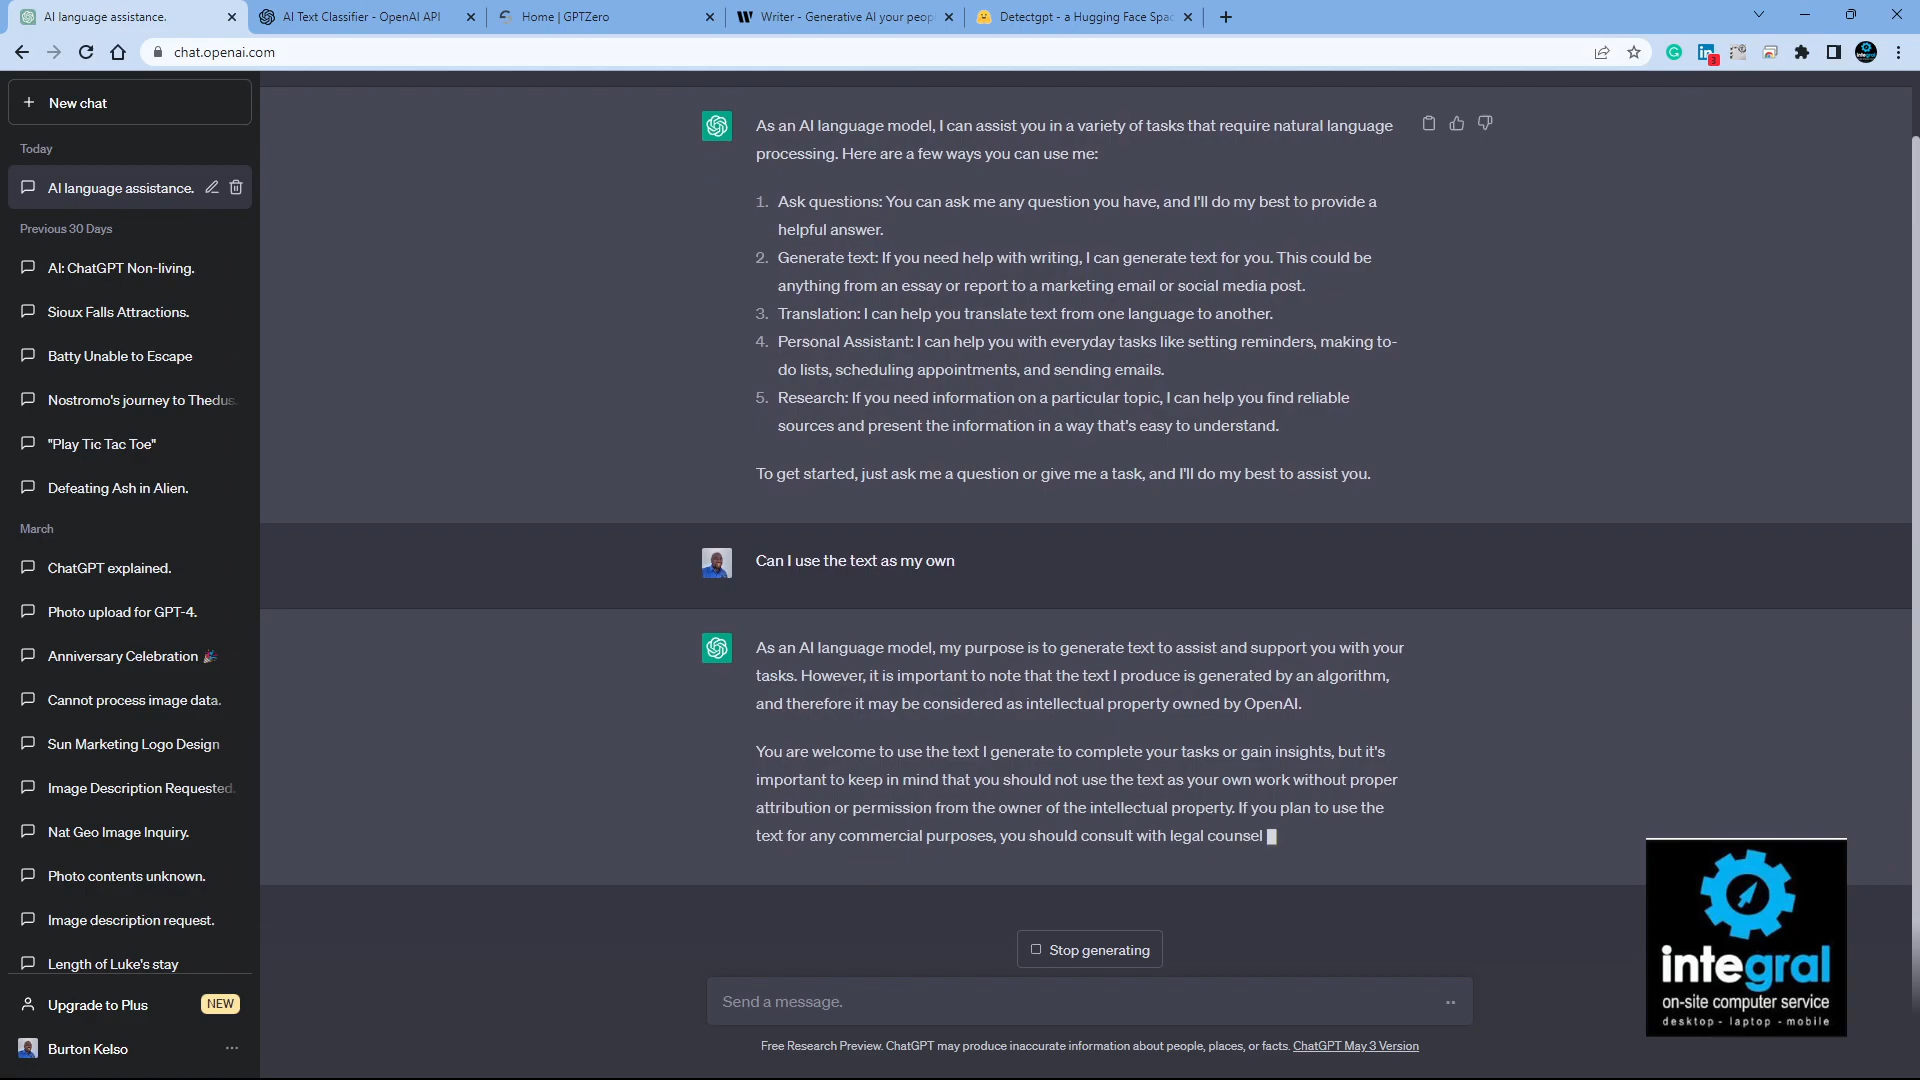 AI language assistance.
AI Text Classifier - OpenAI API
Home | GPTZero
Writer - Generative AI your peop
Detectgpt - a Hugging Face Spac
chat.openai.com
3
New chat
Today
AI language assistance.
Previous 30 Days
AI: ChatGPT Non-living.
Sioux Falls Attractions.
Batty Unable to Escape
Nostromo's journey to Thedus.
"Play Tic Tac Toe"
Defeating Ash in Alien.
March
ChatGPT explained.
Photo upload for GPT-4.
Anniversary Celebration 🎉
Cannot process image data.
Sun Marketing Logo Design
Image Description Requested.
Nat Geo Image Inquiry.
Photo contents unknown.
Image description request.
Length of Luke's stay
Upgrade to Plus NEW
Burton Kelso
As an AI language model, I can assist you in a variety of tasks that require natural language
processing. Here are a few ways you can use me:
1. Ask questions: You can ask me any question you have, and I'll do my best to provide a
helpful answer.
2. Generate text: If you need help with writing, I can generate text for you. This could be
anything from an essay or report to a marketing email or social media post.
3. Translation: I can help you translate text from one language to another.
4. Personal Assistant: I can help you with everyday tasks like setting reminders, making to-
do lists, scheduling appointments, and sending emails.
5. Research: If you need information on a particular topic, I can help you find reliable
sources and present the information in a way that's easy to understand.
To get started, just ask me a question or give me a task, and I'll do my best to assist you.
Can I use the text as my own
As an AI language model, my purpose is to generate text to assist and support you with your
tasks. However, it is important to note that the text I produce is generated by an algorithm,
and therefore it may be considered as intellectual property owned by OpenAI.
You are welcome to use the text I generate to complete your tasks or gain insights, but it's
important to keep in mind that you should not use the text as your own work without proper
attribution or permission from the owner of the intellectual property. If you plan to use the
text for any commercial purposes, you should consult with legal counsel
Stop generating
Send a message.
Free Research Preview. ChatGPT may produce inaccurate information about people, places, or facts. ChatGPT May 3 Version
integral
on-site computer service
desktop - laptop - mobile